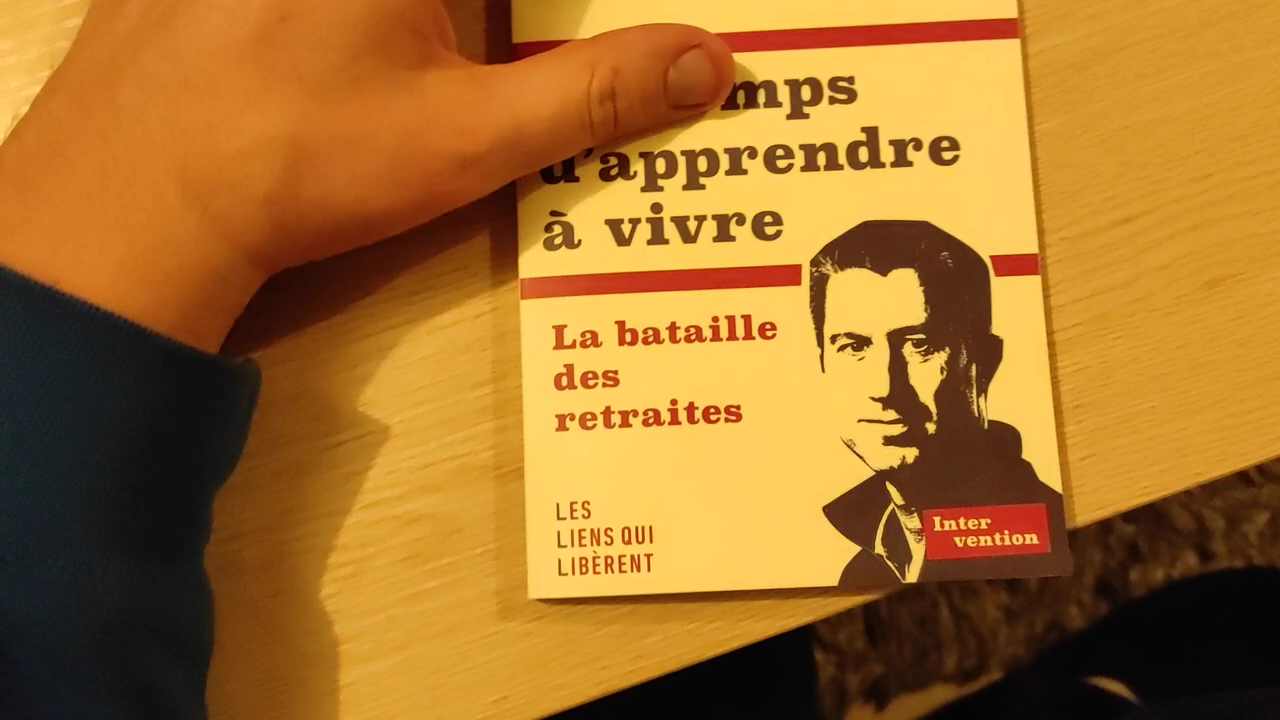 mps
d'apprendre
à vivre
La bataille
des
retraites
LES
LIENS QUI
LIBÈRENT
Inter
vention